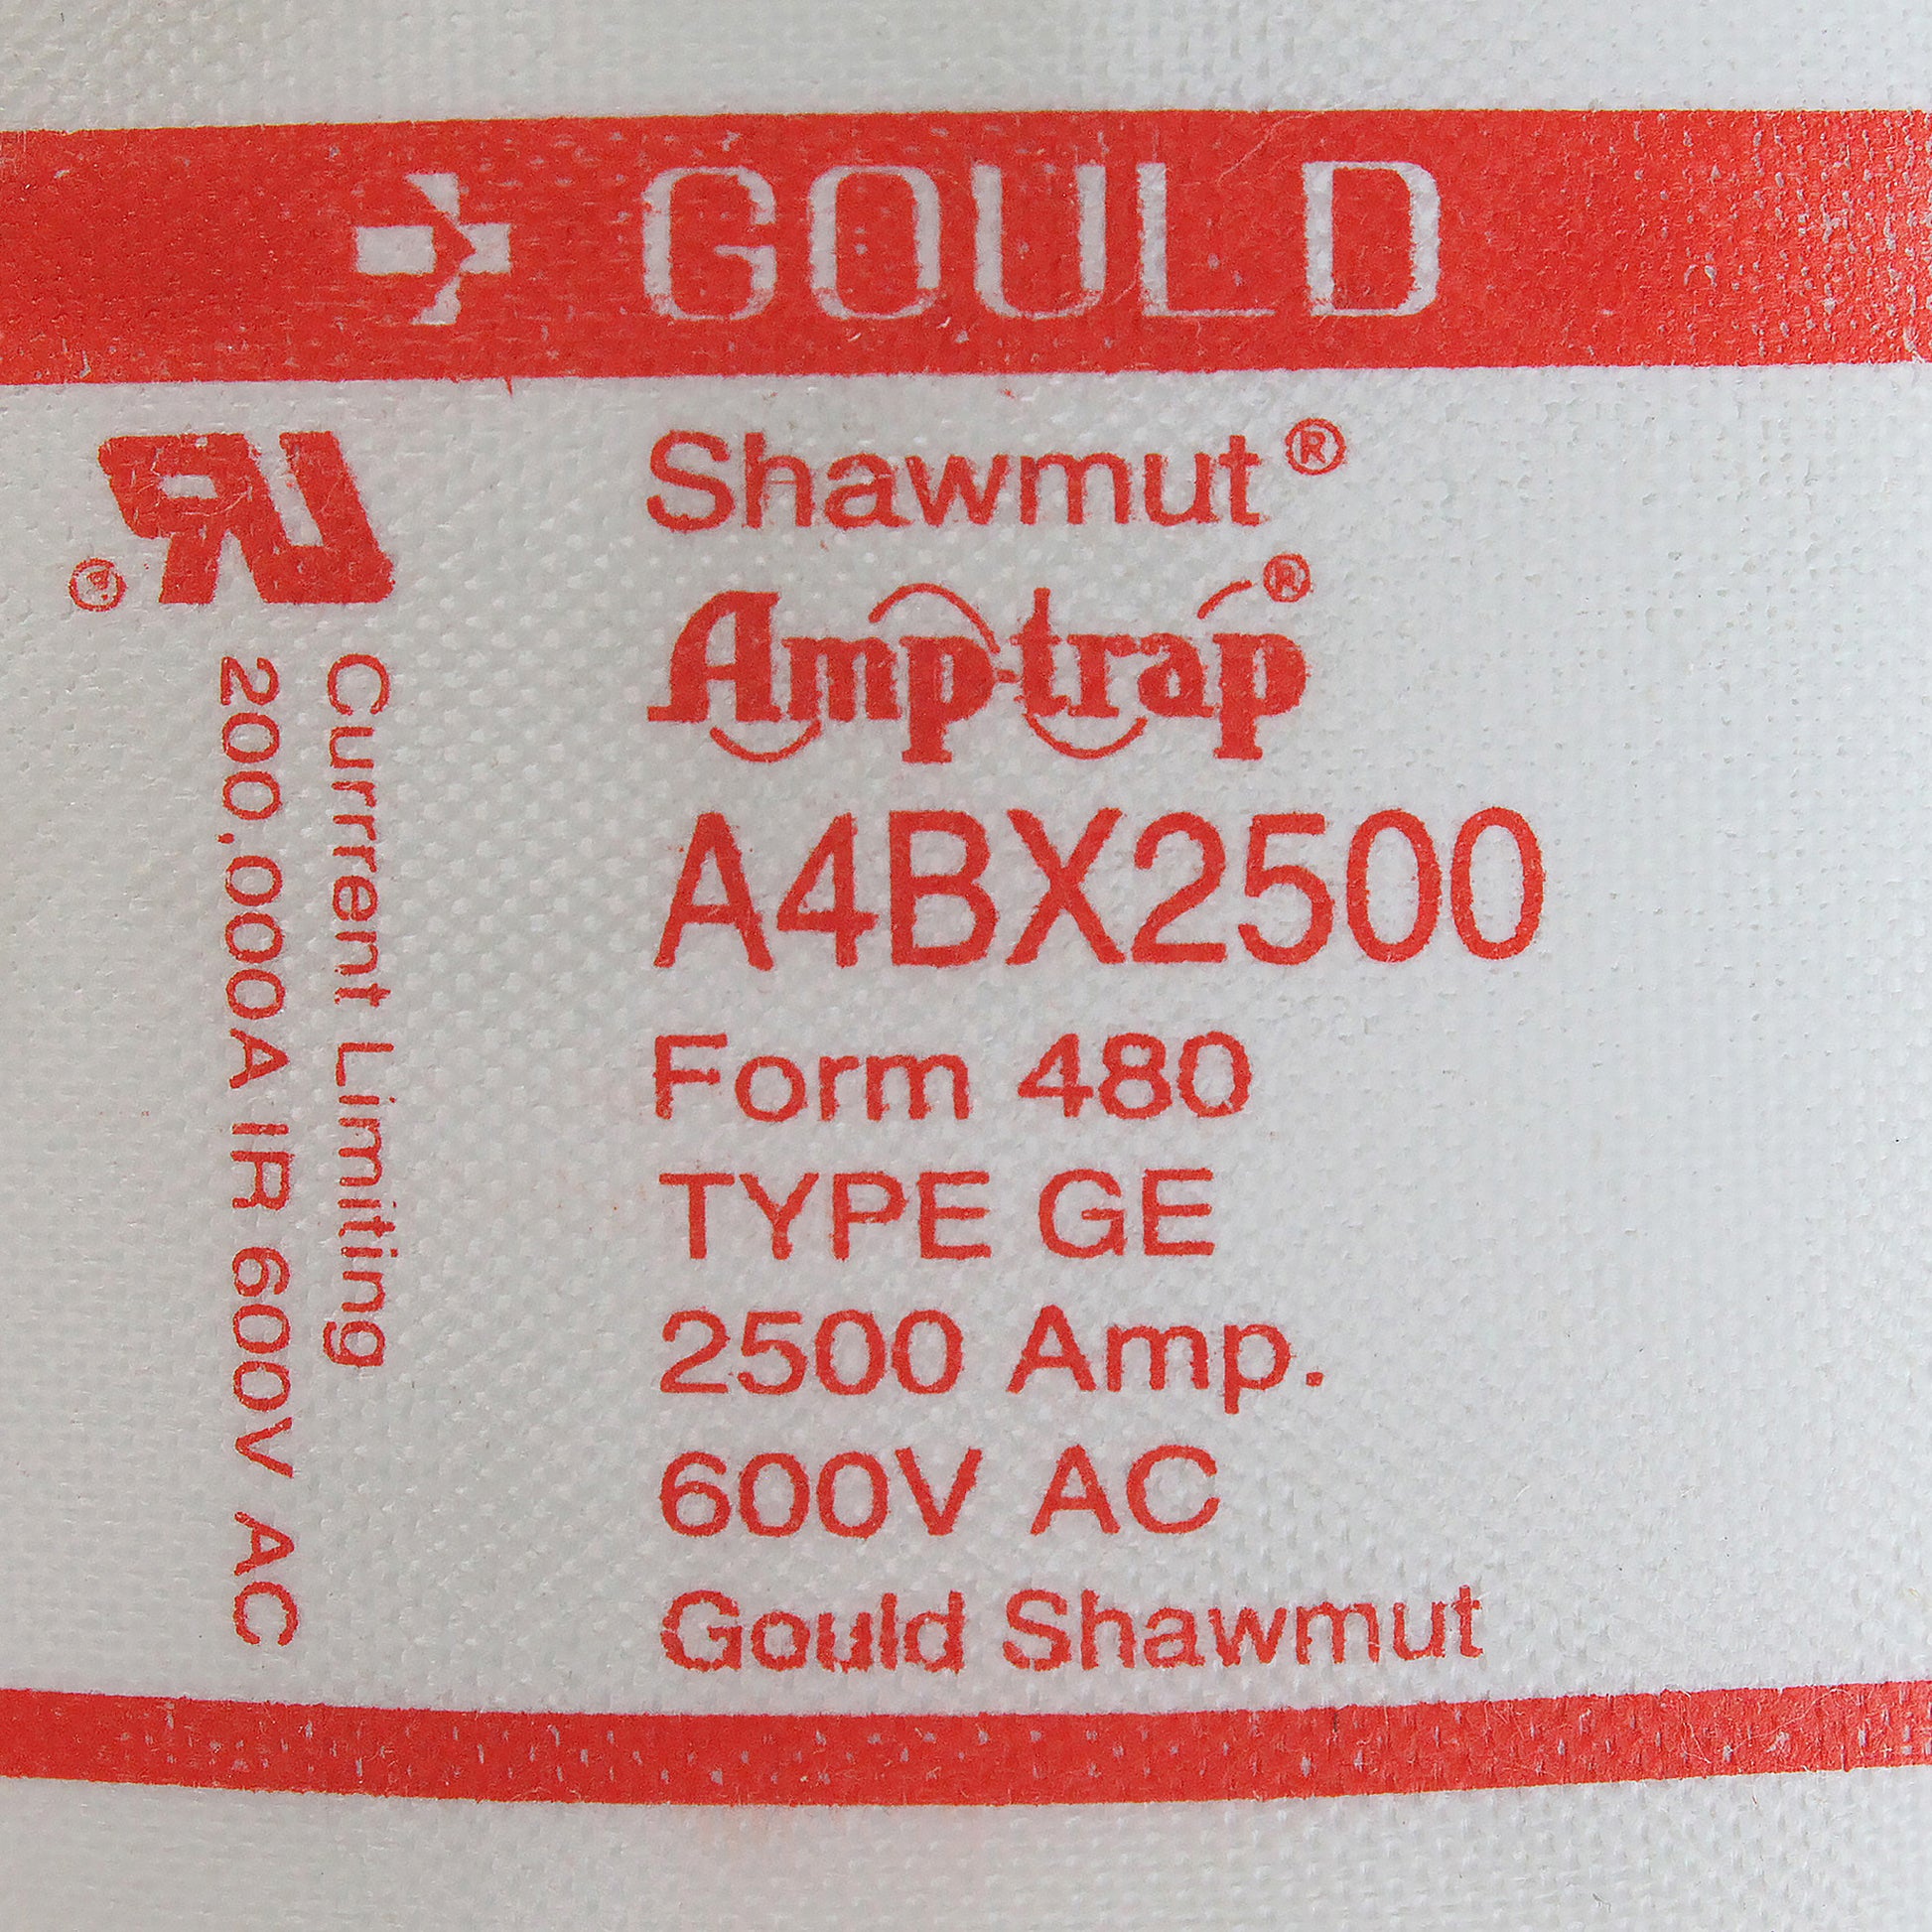 GOULD
Shawmut®
Amp-trap®
A4BX2500
Form 480
TYPE GE
2500 Amp.
600V AC
Gould Shawmut
RU®
Current Limiting
200,000A IR 600V AC